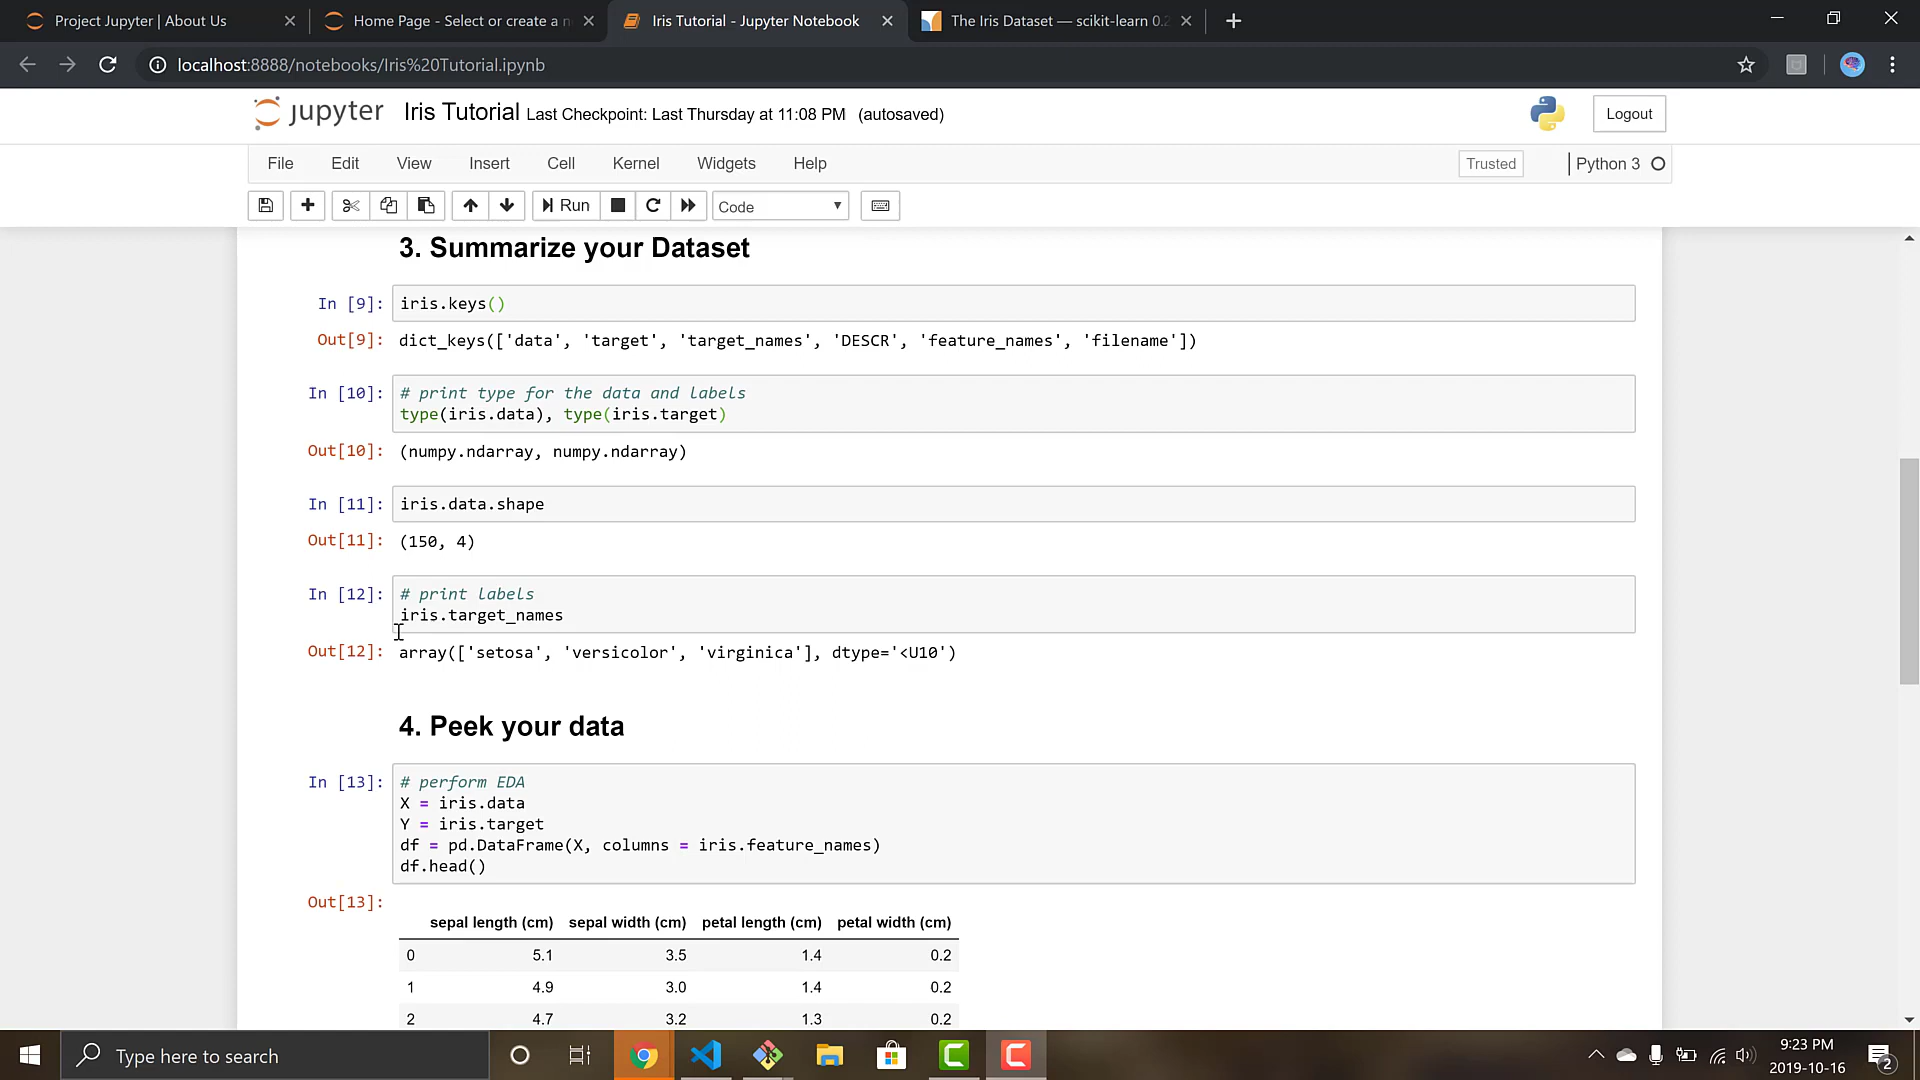 Project Jupyter | About Us
Home Page - Select or create a n
Iris Tutorial - Jupyter Notebook
The Iris Dataset — scikit-learn 0.2
localhost:8888/notebooks/Iris%20Tutorial.ipynb
jupyter Iris Tutorial Last Checkpoint: Last Thursday at 11:08 PM (autosaved)
Logout
File Edit View Insert Cell Kernel Widgets Help
Trusted
Python 3
Run
Code
3. Summarize your Dataset
In [9]: iris.keys()
Out[9]: dict_keys(['data', 'target', 'target_names', 'DESCR', 'feature_names', 'filename'])
In [10]: # print type for the data and labels
type(iris.data), type(iris.target)
Out[10]: (numpy.ndarray, numpy.ndarray)
In [11]: iris.data.shape
Out[11]: (150, 4)
In [12]: # print labels
iris.target_names
Out[12]: array(['setosa', 'versicolor', 'virginica'], dtype='<U10')
4. Peek your data
In [13]: # perform EDA
X = iris.data
Y = iris.target
df = pd.DataFrame(X, columns = iris.feature_names)
df.head()
Out[13]:
sepal length (cm) sepal width (cm) petal length (cm) petal width (cm)
0 5.1 3.5 1.4 0.2
1 4.9 3.0 1.4 0.2
2 4.7 3.2 1.3 0.2
Type here to search
9:23 PM
2019-10-16
2